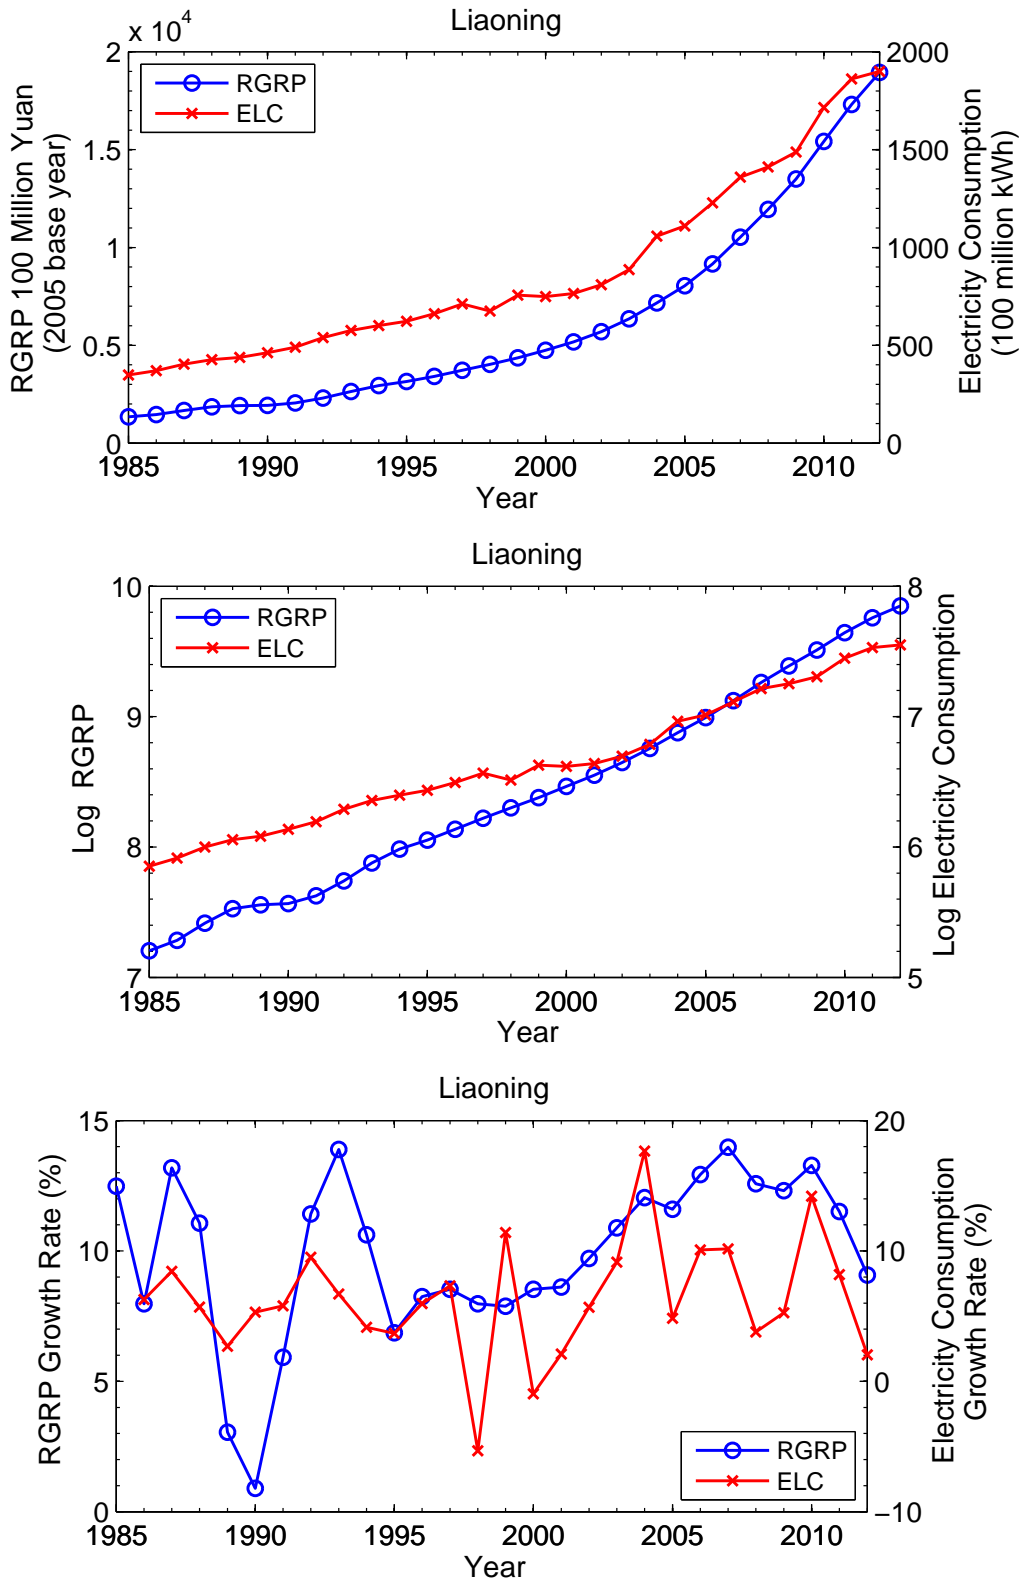 Liaoning
x 10^4
2
1.5
1
0.5
0
2000
1500
1000
500
0
RGRP 100 Million Yuan
(2005 base year)
Electricity Consumption
(100 million kWh)
RGRP
ELC
1985
1990
1995
2000
2005
2010
Year
Liaoning
10
9
8
7
8
7
6
5
Log RGRP
Log Electricity Consumption
RGRP
ELC
1985
1990
1995
2000
2005
2010
Year
Liaoning
15
10
5
0
20
10
0
−10
RGRP Growth Rate (%)
Electricity Consumption
Growth Rate (%)
RGRP
ELC
1985
1990
1995
2000
2005
2010
Year